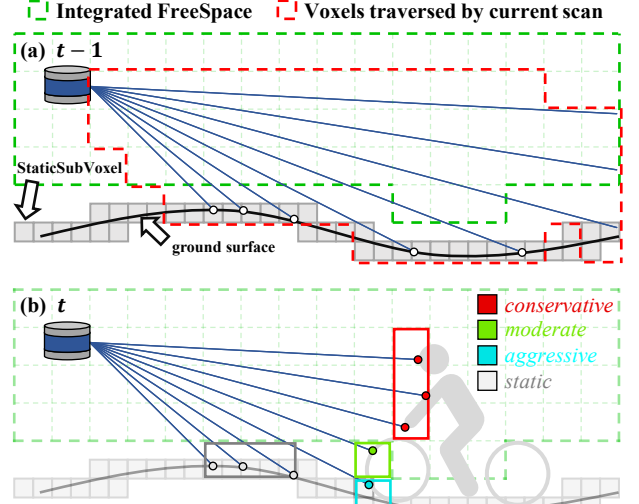 Integrated FreeSpace Voxels traversed by current scan
(a) t − 1
StaticSubVoxel
ground surface
(b) t
conservative
moderate
aggressive
static